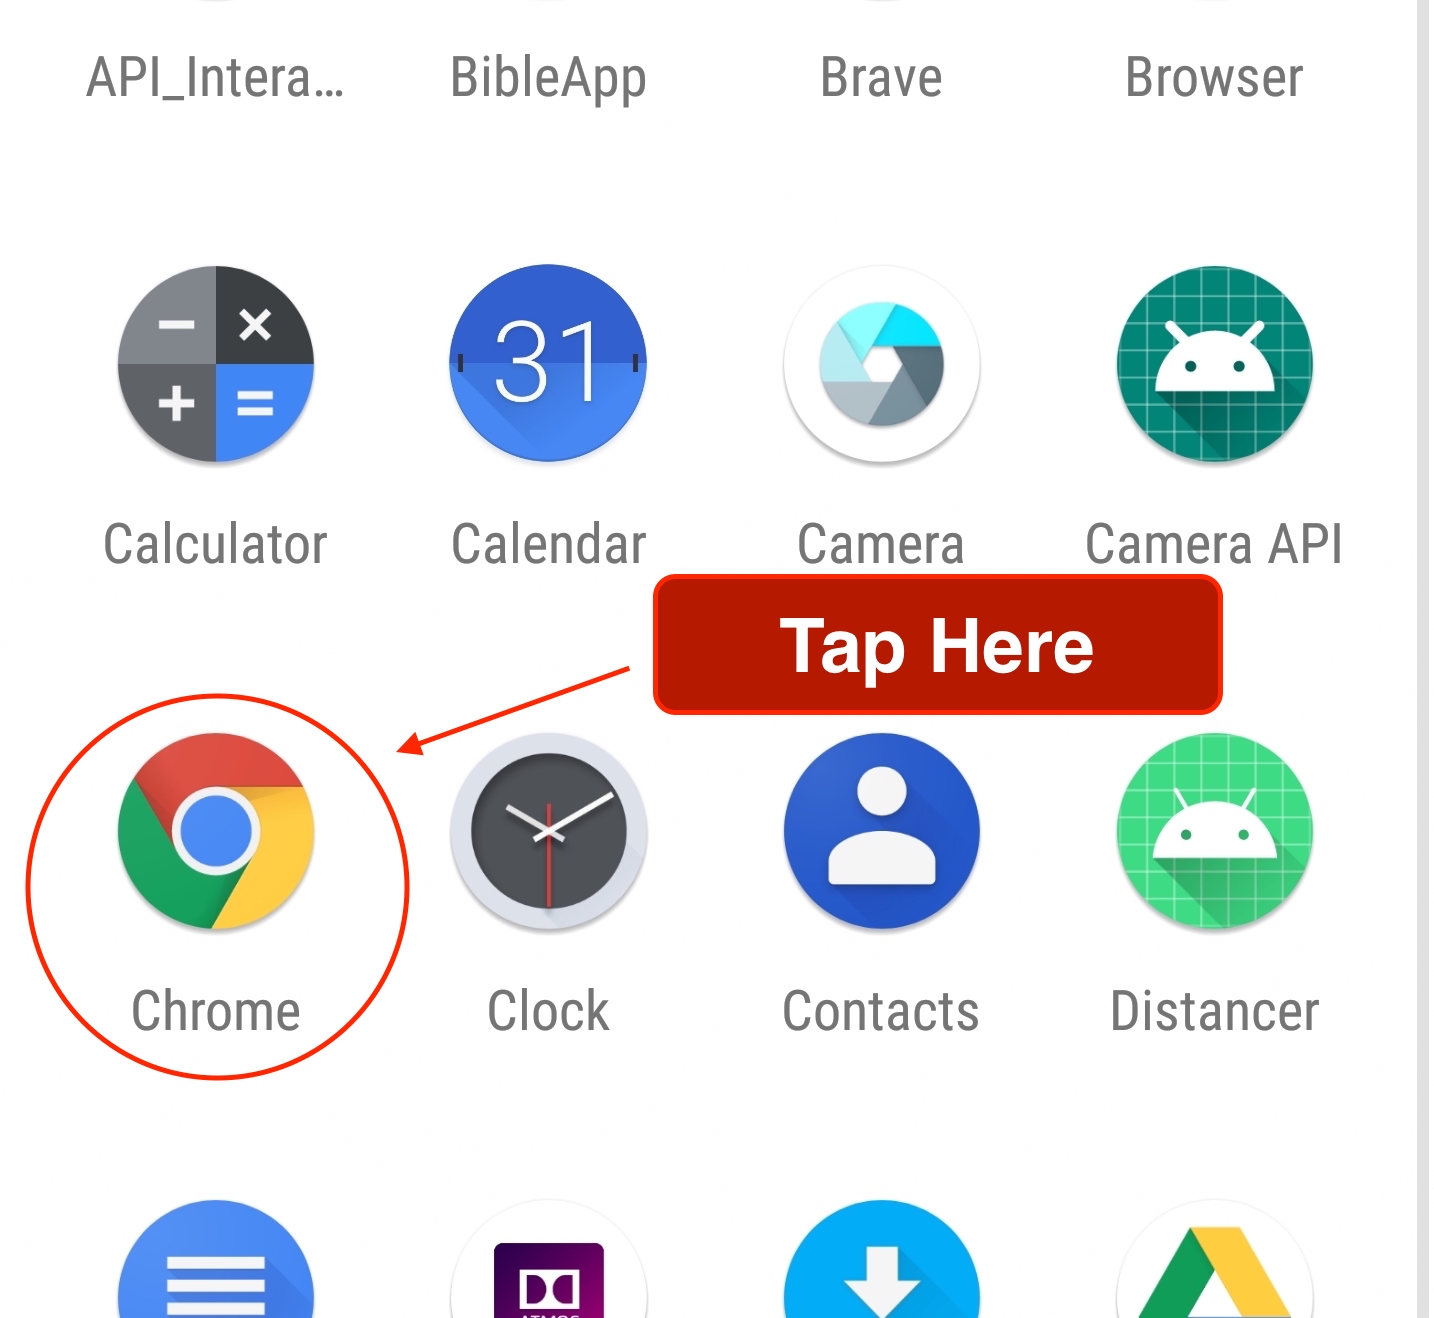 API_Intera…
BibleApp
Brave
Browser
31
Calculator
Calendar
Camera
Camera API
Tap Here
Chrome
Clock
Contacts
Distancer